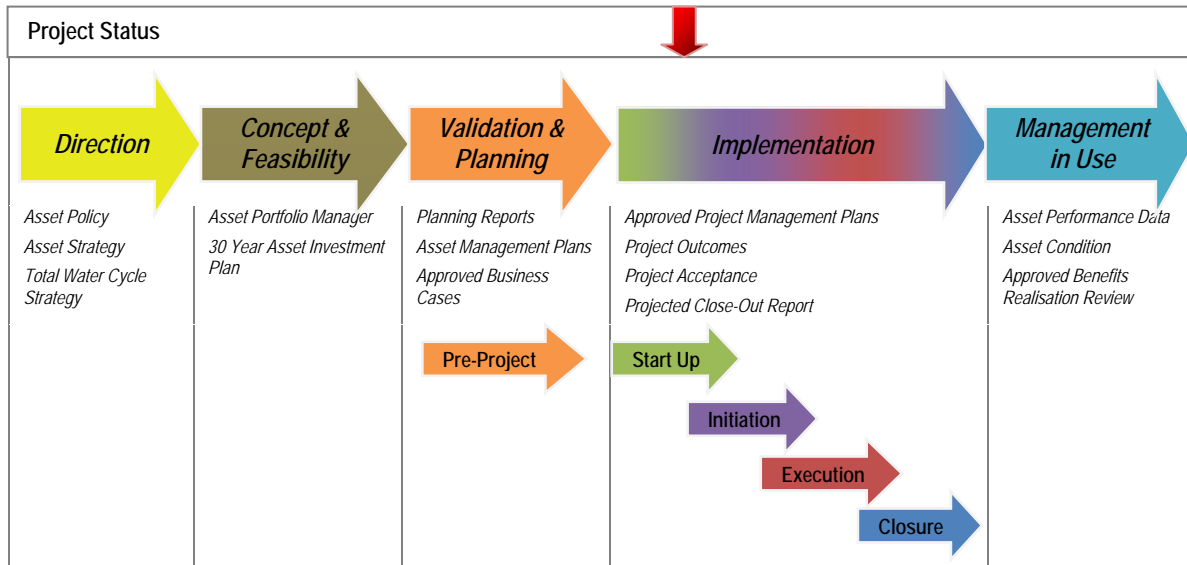 Project Status
Direction
Concept &
Feasibility
Validation &
Planning
Implementation
Management
in Use
Asset Policy
Asset Strategy
Total Water Cycle
Strategy
Asset Portfolio Manager
30 Year Asset Investment
Plan
Planning Reports
Asset Management Plans
Approved Business
Cases
Approved Project Management Plans
Project Outcomes
Project Acceptance
Projected Close-Out Report
Asset Performance Data
Asset Condition
Approved Benefits
Realisation Review
Pre-Project
Start Up
Initiation
Execution
Closure